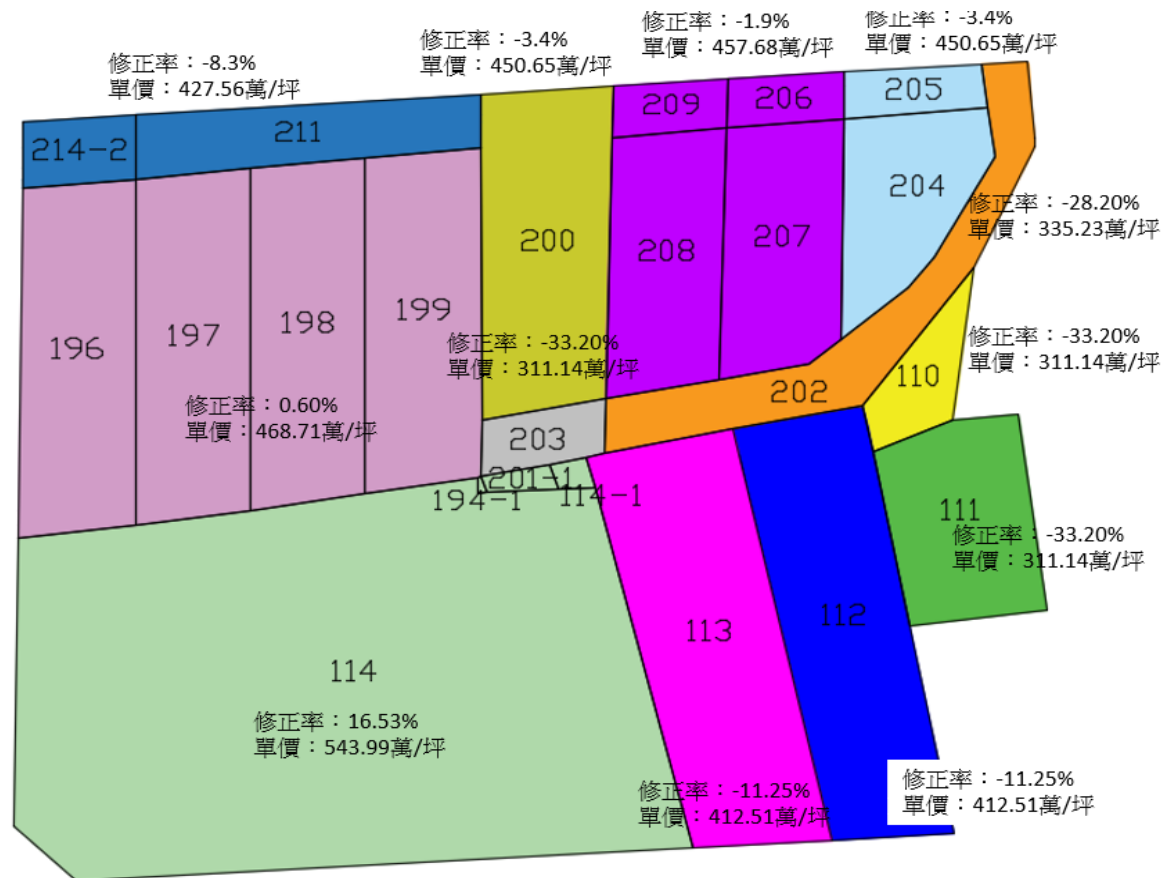 修正率：-8.3%
單價：427.56萬/坪
修正率：-3.4%
單價：450.65萬/坪
修正率：-1.9%
單價：457.68萬/坪
修正率：-3.4%
單價：450.65萬/坪
214-2
211
209
206
205
204
200
208
207
修正率：-28.20%
單價：335.23萬/坪
196
197
198
199
修正率：-33.20%
單價：311.14萬/坪
修正率：-33.20%
單價：311.14萬/坪
110
202
修正率：0.60%
單價：468.71萬/坪
203
201-1
194-1
114-1
111
修正率：-33.20%
單價：311.14萬/坪
113
112
114
修正率：16.53%
單價：543.99萬/坪
修正率：-11.25%
單價：412.51萬/坪
修正率：-11.25%
單價：412.51萬/坪